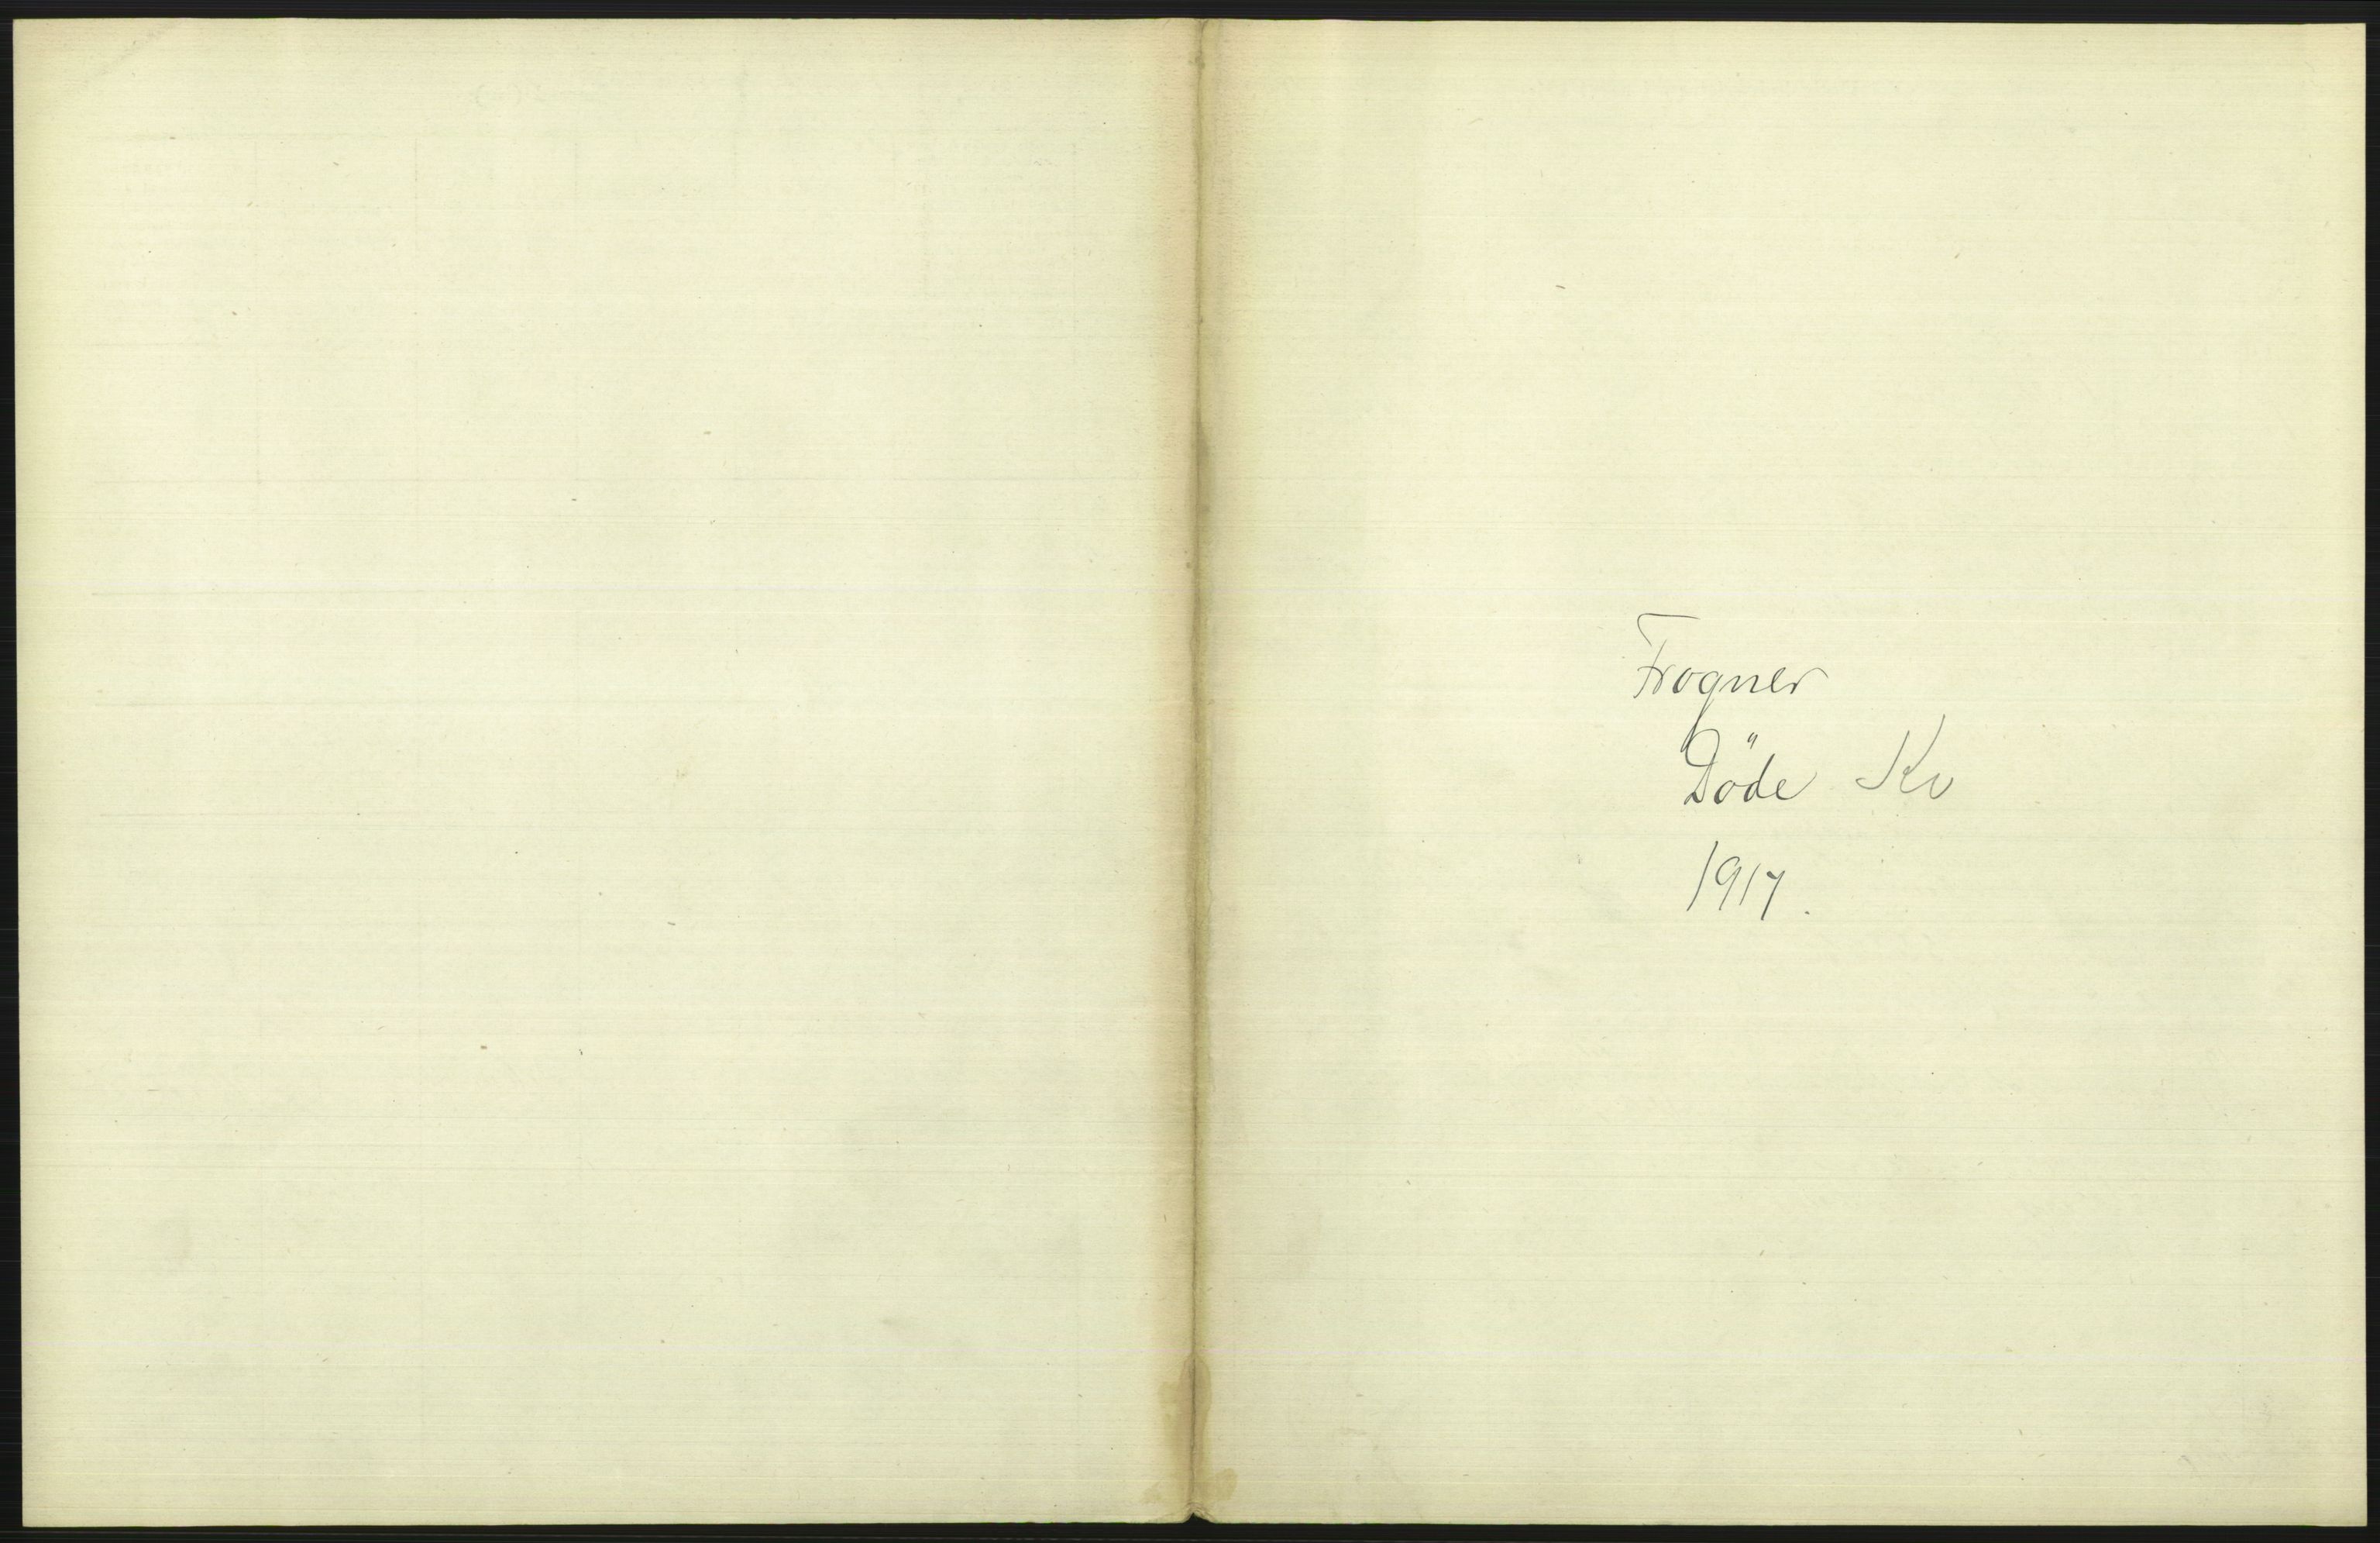 Frogner
Döde Kv
1917.